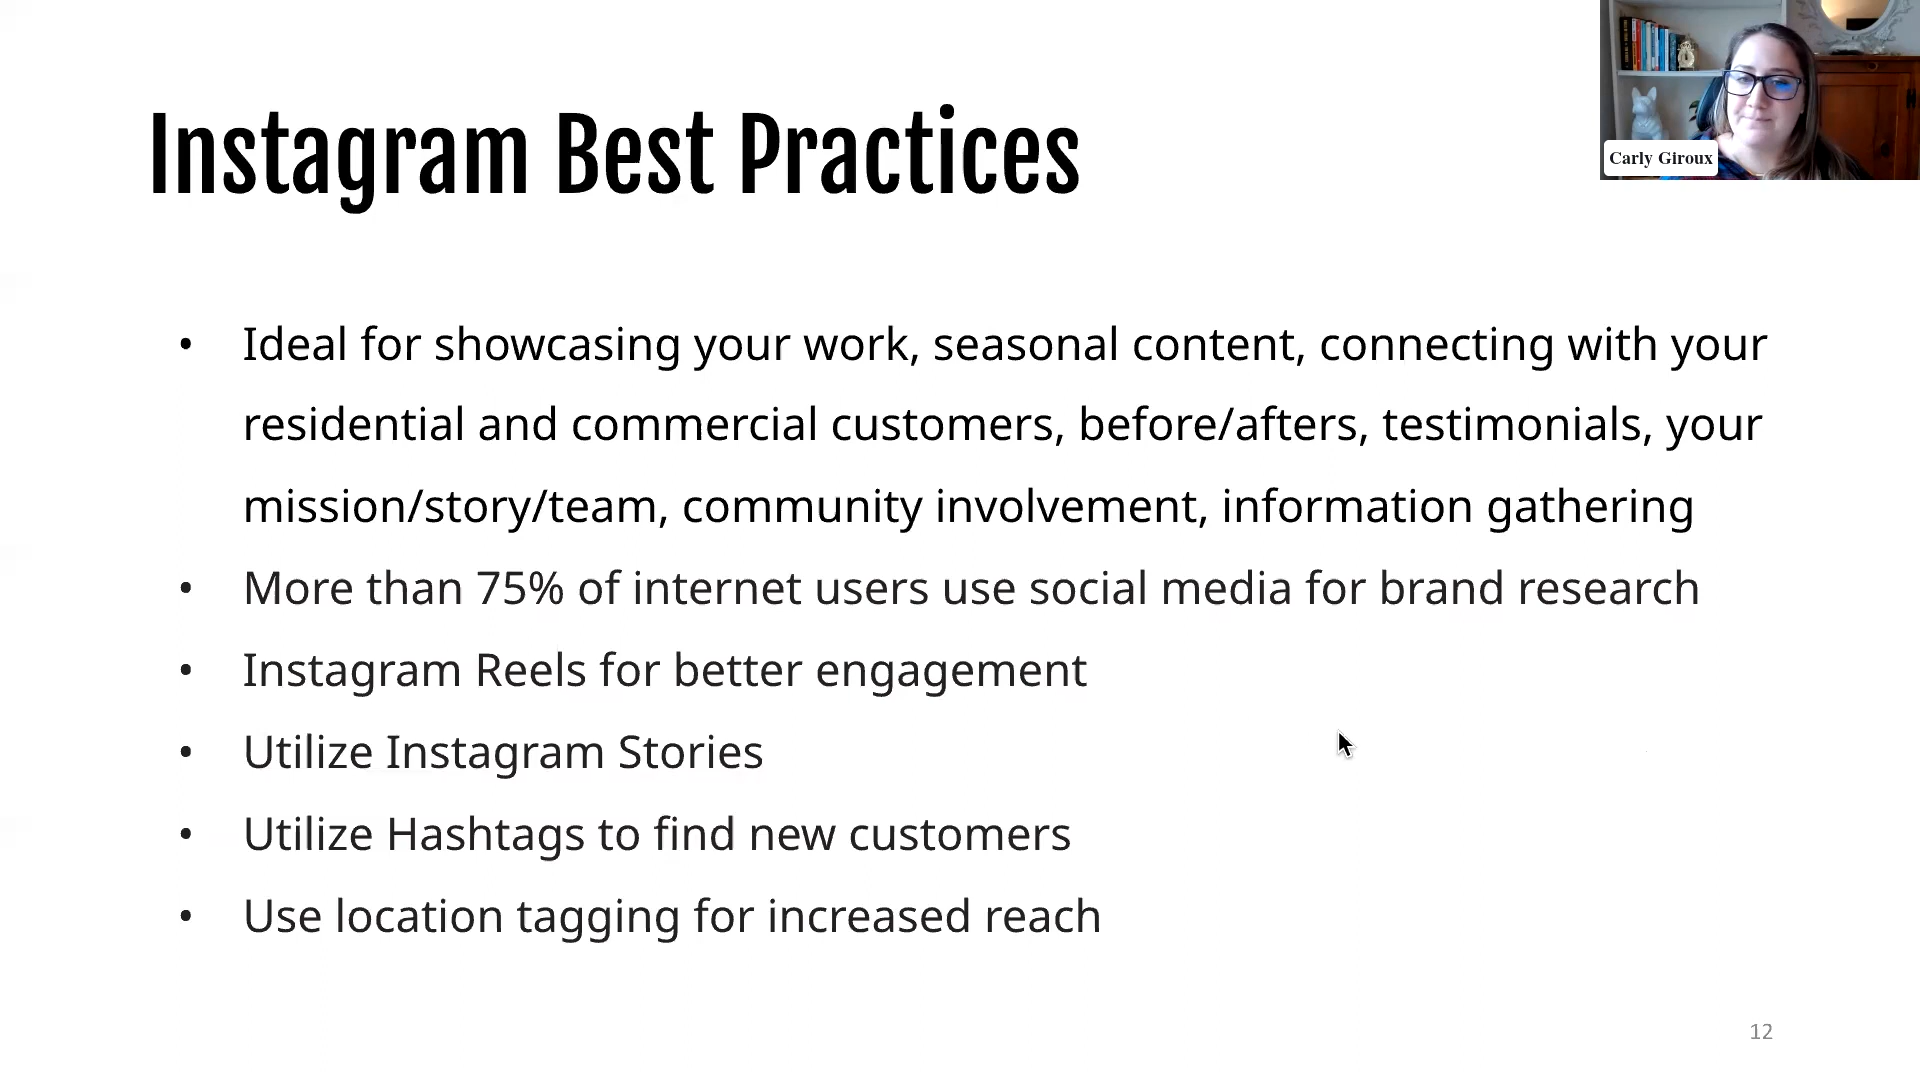 Instagram Best Practices
Carly Giroux
• Ideal for showcasing your work, seasonal content, connecting with your
residential and commercial customers, before/afters, testimonials, your
mission/story/team, community involvement, information gathering
• More than 75% of internet users use social media for brand research
• Instagram Reels for better engagement
• Utilize Instagram Stories
• Utilize Hashtags to find new customers
• Use location tagging for increased reach
12